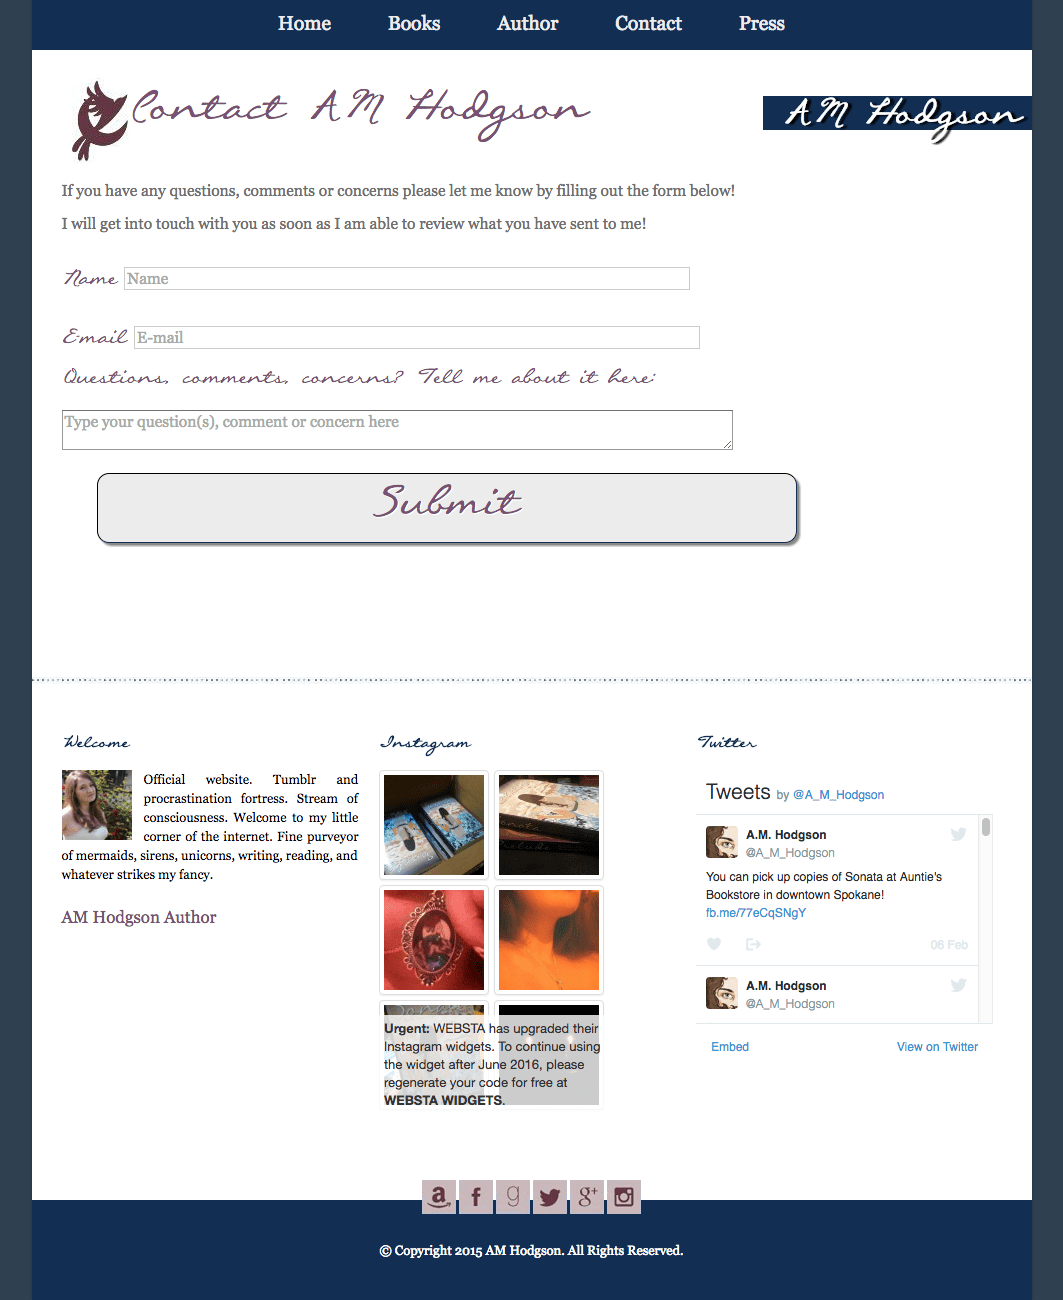 Home Books Author Contact Press
Contact AM Hodgson
AM Hodgson
If you have any questions, comments or concerns please let me know by filling out the form below!
I will get into touch with you as soon as I am able to review what you have sent to me!
Name Name
Email E-mail
Questions, comments, concerns? Tell me about it here:
Type your question(s), comment or concern here
Submit
Welcome
Official website. Tumblr and
procrastination fortress. Stream of
consciousness. Welcome to my little
corner of the internet. Fine purveyor
of mermaids, sirens, unicorns, writing, reading, and
whatever strikes my fancy.
AM Hodgson Author
Instagram
Urgent: WEBSTA has upgraded their
Instagram widgets. To continue using
the widget after June 2016, please
regenerate your code for free at
WEBSTA WIDGETS.
Twitter
Tweets by @A_M_Hodgson
A.M. Hodgson
@A_M_Hodgson
You can pick up copies of Sonata at Auntie's
Bookstore in downtown Spokane!
fb.me/77eCqSNgY
06 Feb
A.M. Hodgson
@A_M_Hodgson
Embed View on Twitter
a f g g+
© Copyright 2015 AM Hodgson. All Rights Reserved.